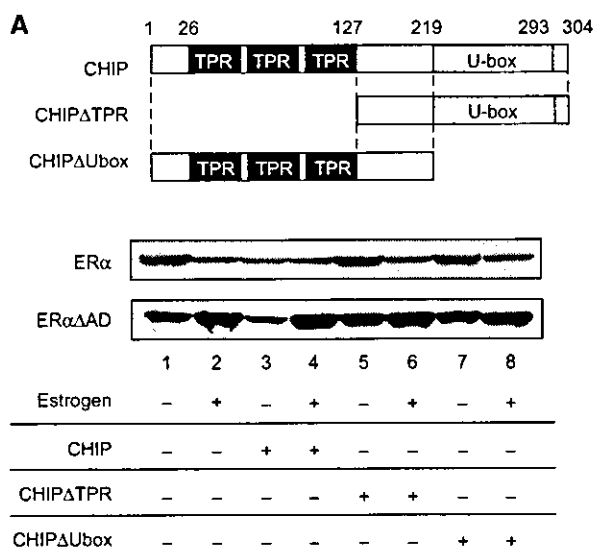 A
1 26 127 219 293 304
CHIP TPR TPR TPR U-box
CHIPΔTPR U-box
CHIPΔUbox TPR TPR TPR
ERα
ERαΔAD
1 2 3 4 5 6 7 8
Estrogen – + – + – + – +
CHIP – – + + – – – –
CHIPΔTPR – – – – + + – –
CHIPΔUbox – – – – – – + +